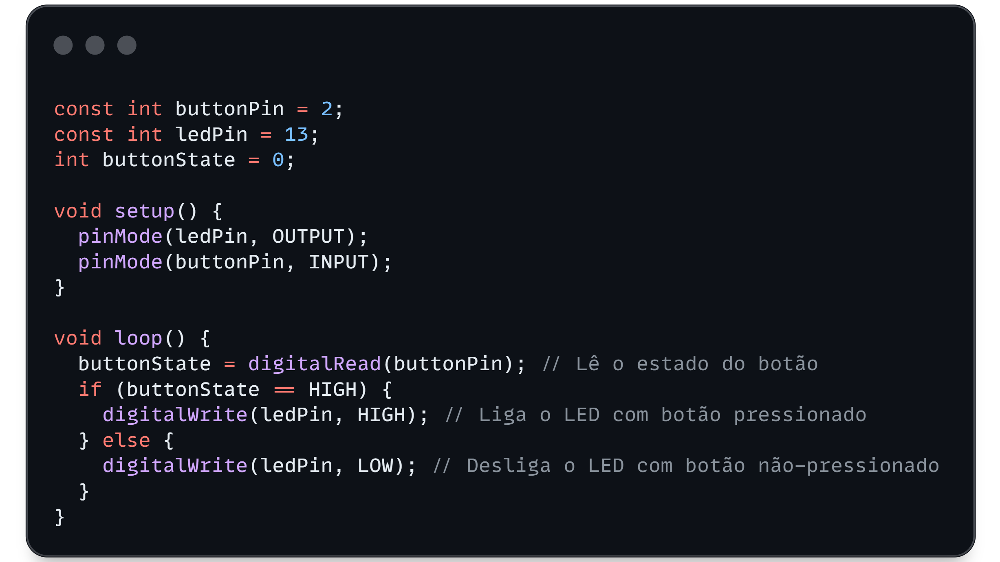 const int buttonPin = 2;
const int ledPin = 13;
int buttonState = 0;
void setup() {
  pinMode(ledPin, OUTPUT);
  pinMode(buttonPin, INPUT);
}
void loop() {
  buttonState = digitalRead(buttonPin); // Lê o estado do botão
  if (buttonState == HIGH) {
    digitalWrite(ledPin, HIGH); // Liga o LED com botão pressionado
  } else {
    digitalWrite(ledPin, LOW); // Desliga o LED com botão não-pressionado
  }
}